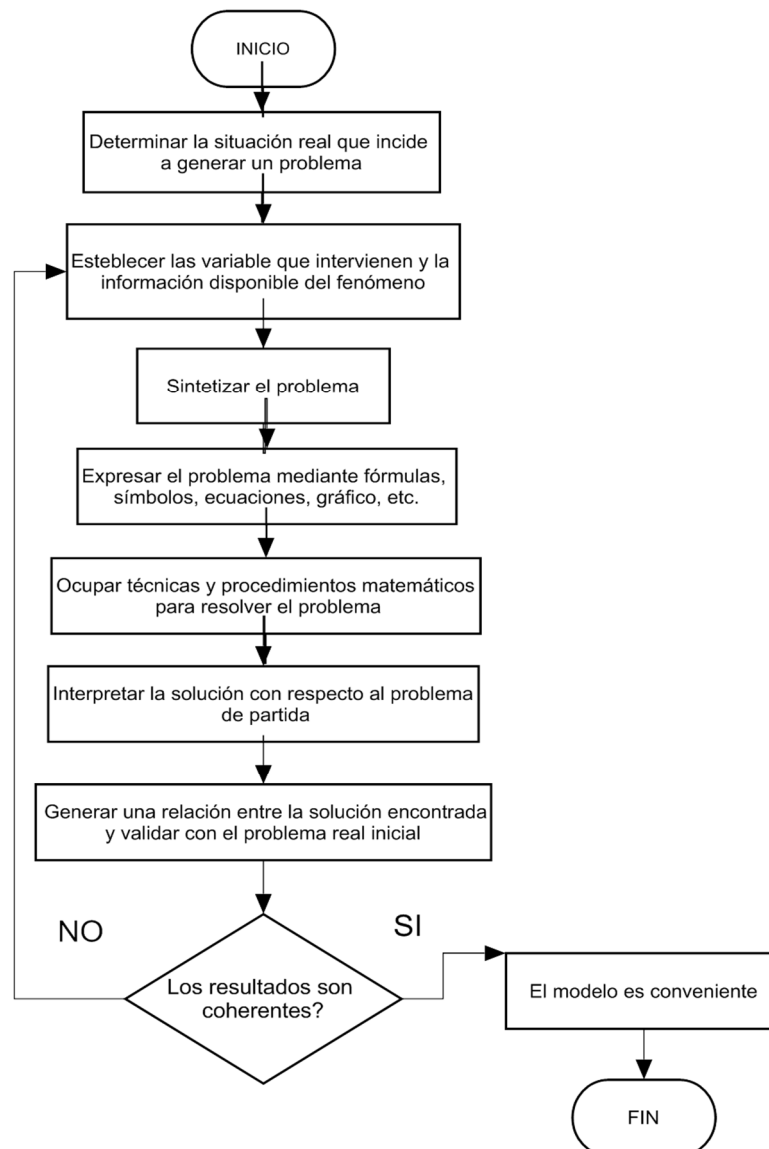 INICIO
Determinar la situación real que incide
a generar un problema
Esteblecer las variable que intervienen y la
información disponible del fenómeno
Sintetizar el problema
Expresar el problema mediante fórmulas,
símbolos, ecuaciones, gráfico, etc.
Ocupar técnicas y procedimientos matemáticos
para resolver el problema
Interpretar la solución con respecto al problema
de partida
Generar una relación entre la solución encontrada
y validar con el problema real inicial
NO
SI
Los resultados son
coherentes?
El modelo es conveniente
FIN